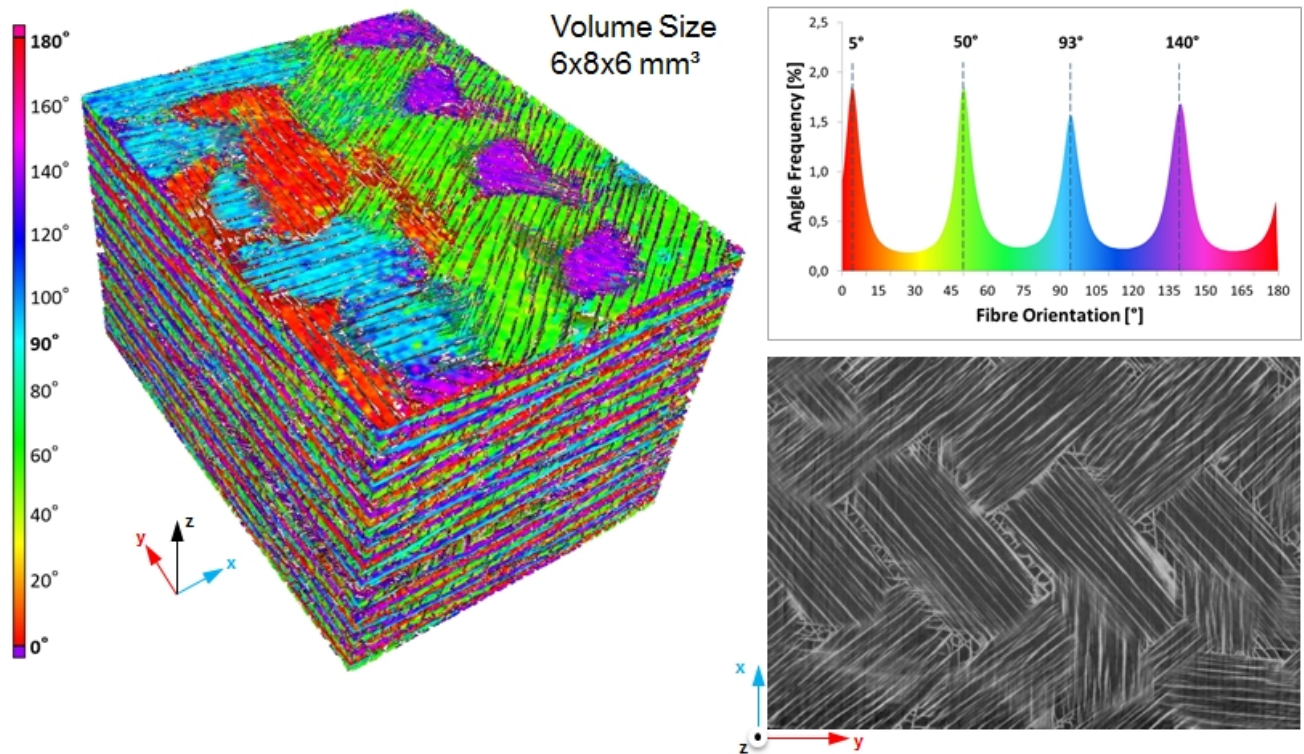 Volume Size
6x8x6 mm³
180°
160°
140°
120°
100°
90°
80°
60°
40°
20°
0°
z
y
x
2,5
2,0
1,5
1,0
0,5
0,0
Angle Frequency [%]
5° 50° 93° 140°
0 15 30 45 60 75 90 105 120 135 150 165 180
Fibre Orientation [°]
x
z
y